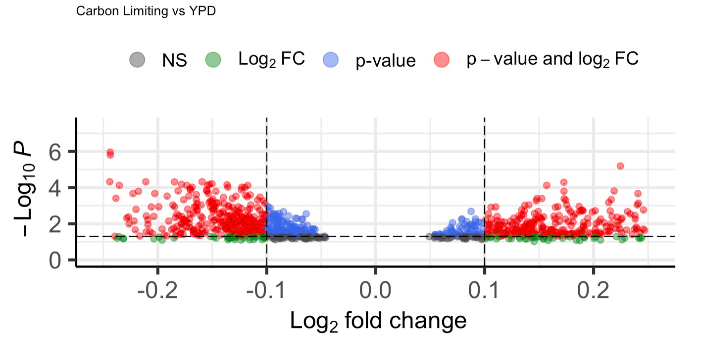 Carbon Limiting vs YPD
NS Log₂ FC p-value p − value and log₂ FC
−Log₁₀ P
6
4
2
0
-0.2 -0.1 0.0 0.1 0.2
Log₂ fold change